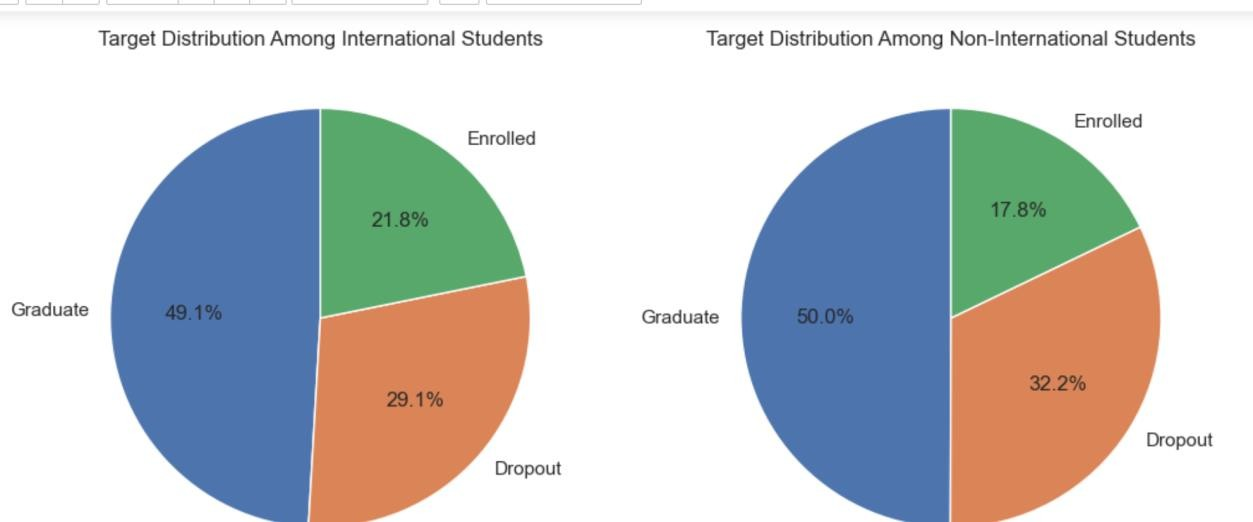 Target Distribution Among International Students
Enrolled
21.8%
Graduate
49.1%
29.1%
Dropout
Target Distribution Among Non-International Students
Enrolled
17.8%
Graduate
50.0%
32.2%
Dropout